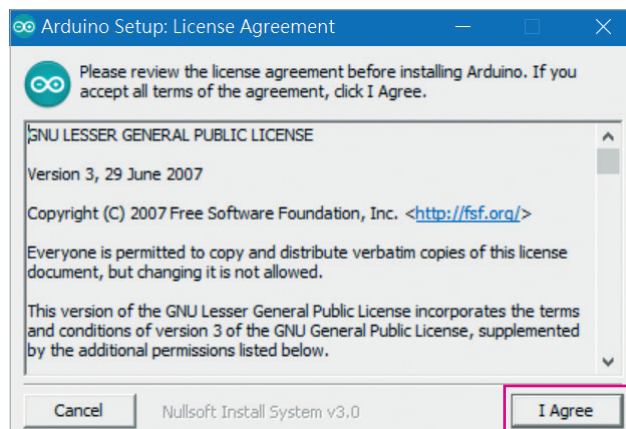 Arduino Setup: License Agreement
Please review the license agreement before installing Arduino. If you
accept all terms of the agreement, click I Agree.
GNU LESSER GENERAL PUBLIC LICENSE
Version 3, 29 June 2007
Copyright (C) 2007 Free Software Foundation, Inc. <http://fsf.org/>
Everyone is permitted to copy and distribute verbatim copies of this license
document, but changing it is not allowed.
This version of the GNU Lesser General Public License incorporates the terms
and conditions of version 3 of the GNU General Public License, supplemented
by the additional permissions listed below.
Cancel Nullsoft Install System v3.0 I Agree